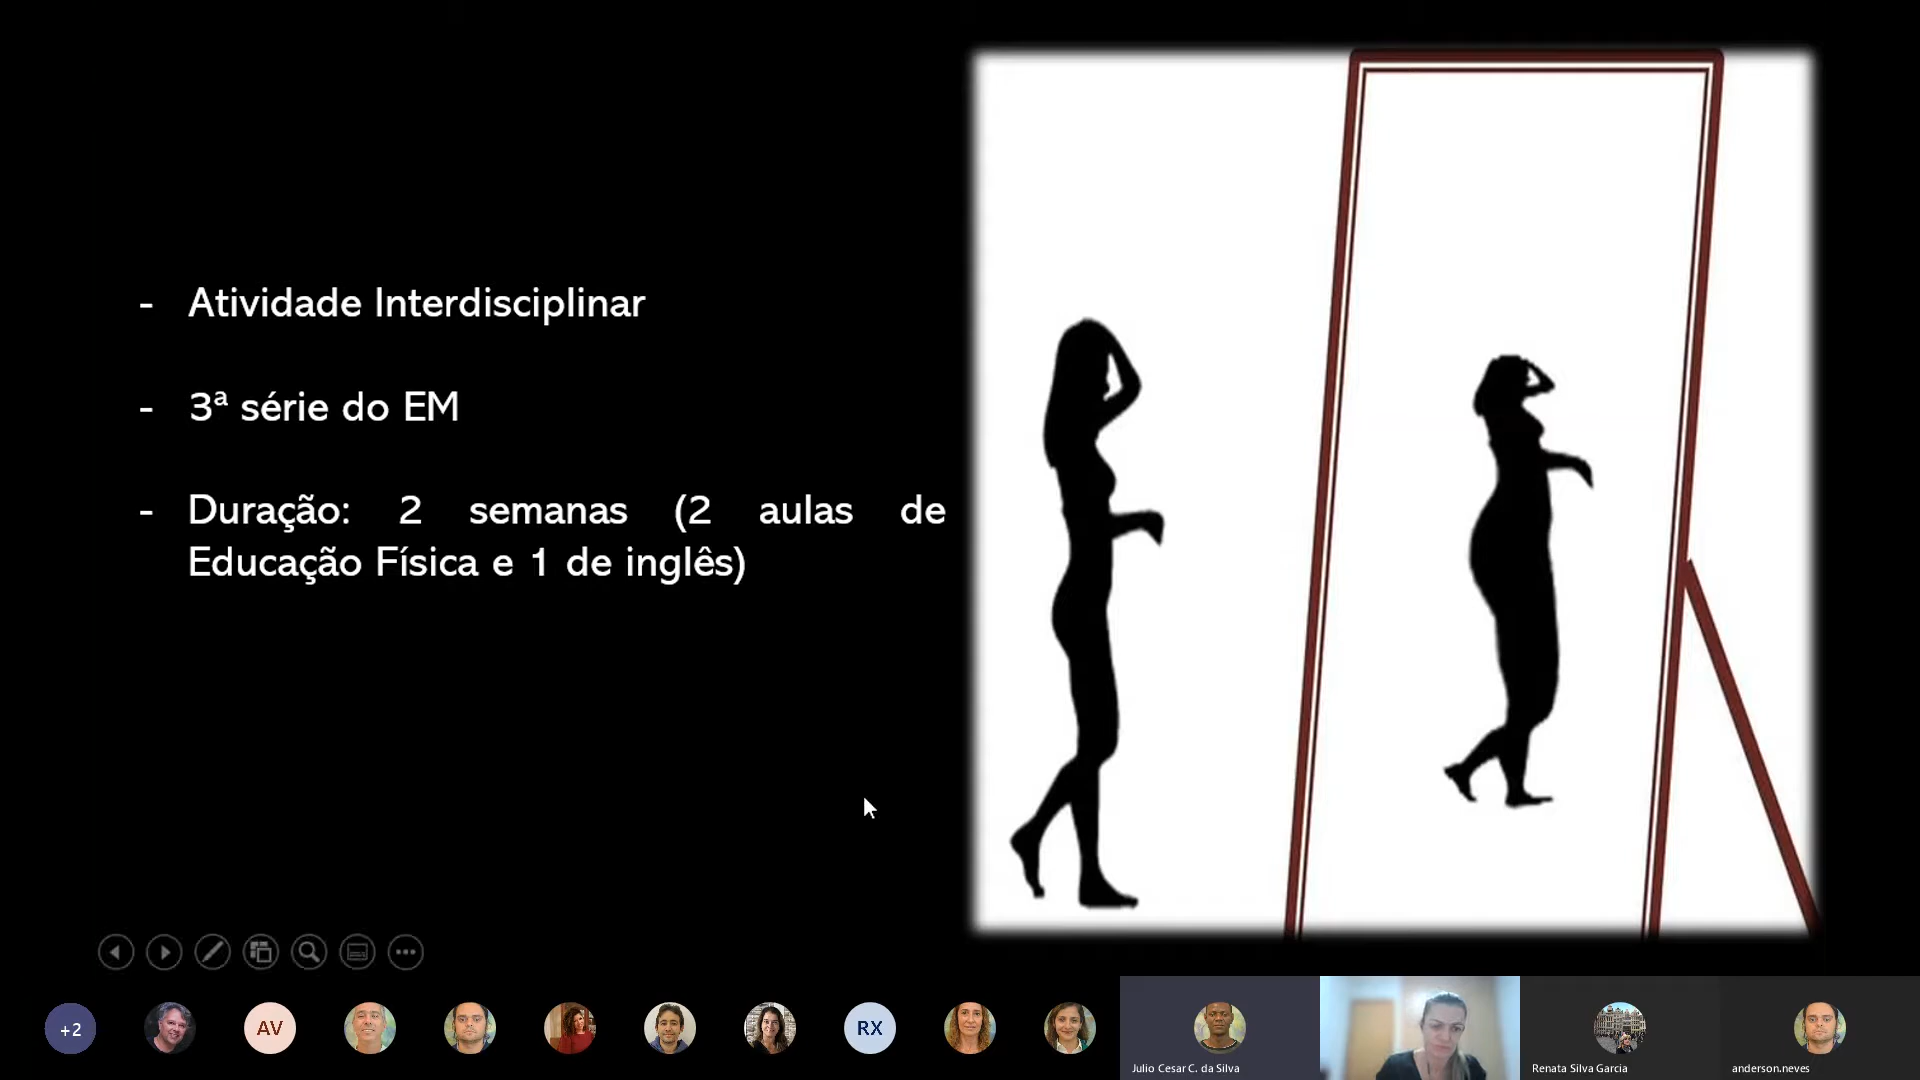 - Atividade Interdisciplinar
- 3ª série do EM
- Duração: 2 semanas (2 aulas de
Educação Física e 1 de inglês)
+2
AV
RX
Julio Cesar C. da Silva
Renata Silva Garcia
anderson.neves